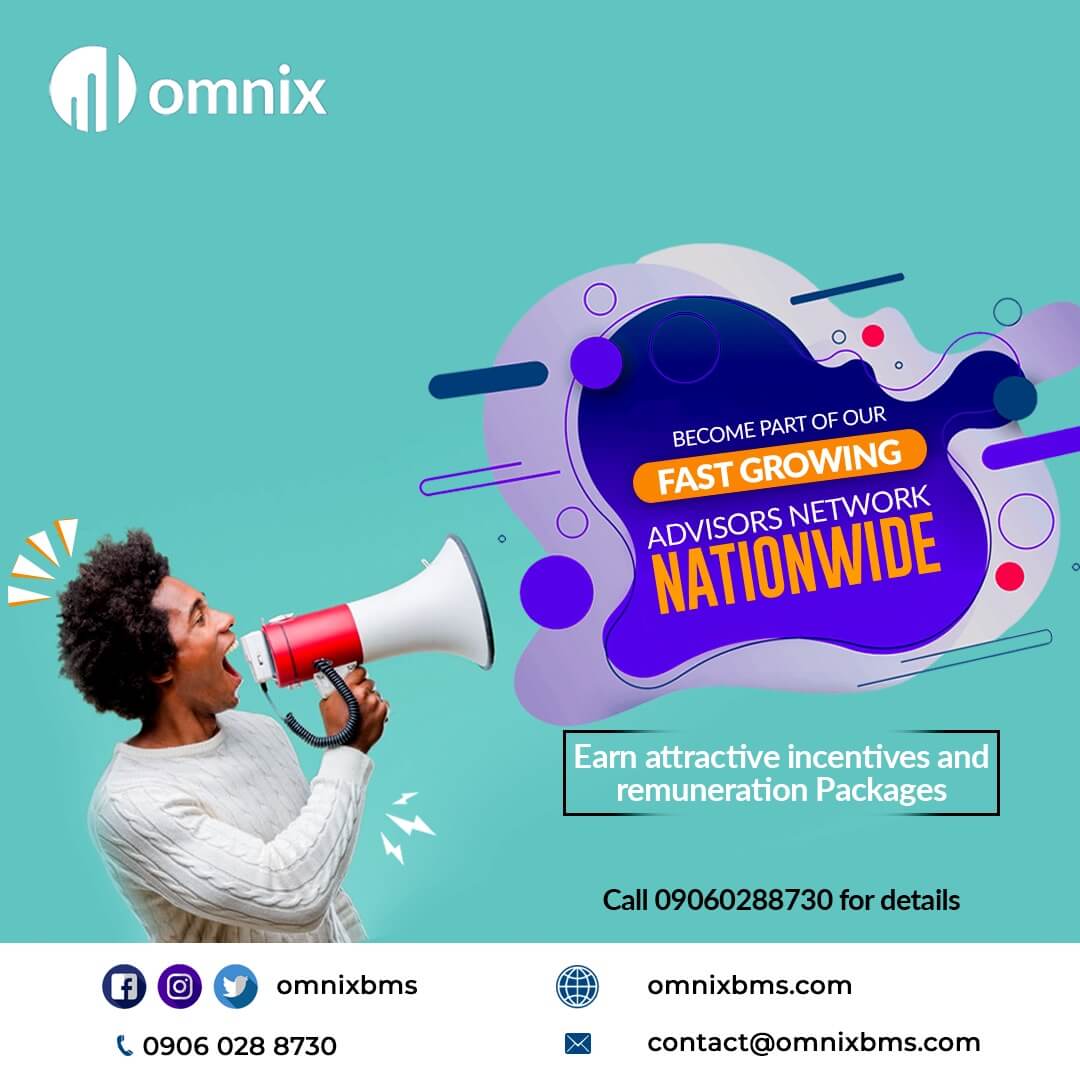 omnix
BECOME PART OF OUR
FAST GROWING
ADVISORS NETWORK
NATIONWIDE
Earn attractive incentives and
remuneration Packages
Call 09060288730 for details
omnixbms
omnixbms.com
0906 028 8730
contact@omnixbms.com